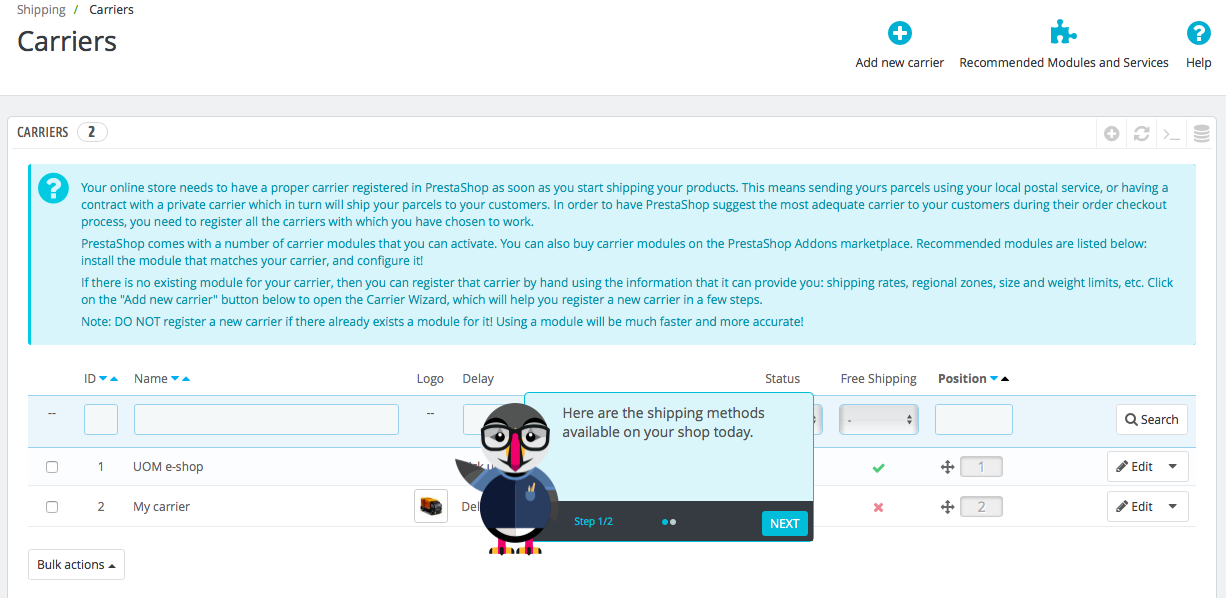 Shipping / Carriers
Carriers
Add new carrier
Recommended Modules and Services
Help
CARRIERS 2
Your online store needs to have a proper carrier registered in PrestaShop as soon as you start shipping your products. This means sending yours parcels using your local postal service, or having a
contract with a private carrier which in turn will ship your parcels to your customers. In order to have PrestaShop suggest the most adequate carrier to your customers during their order checkout
process, you need to register all the carriers with which you have chosen to work.
PrestaShop comes with a number of carrier modules that you can activate. You can also buy carrier modules on the PrestaShop Addons marketplace. Recommended modules are listed below:
install the module that matches your carrier, and configure it!
If there is no existing module for your carrier, then you can register that carrier by hand using the information that it can provide you: shipping rates, regional zones, size and weight limits, etc. Click
on the "Add new carrier" button below to open the Carrier Wizard, which will help you register a new carrier in a few steps.
Note: DO NOT register a new carrier if there already exists a module for it! Using a module will be much faster and more accurate!
ID Name Logo Delay Status Free Shipping Position
-- -- - Search
Here are the shipping methods
available on your shop today.
1 UOM e-shop 1 Edit
2 My carrier 2 Edit
Step 1/2 NEXT
Bulk actions